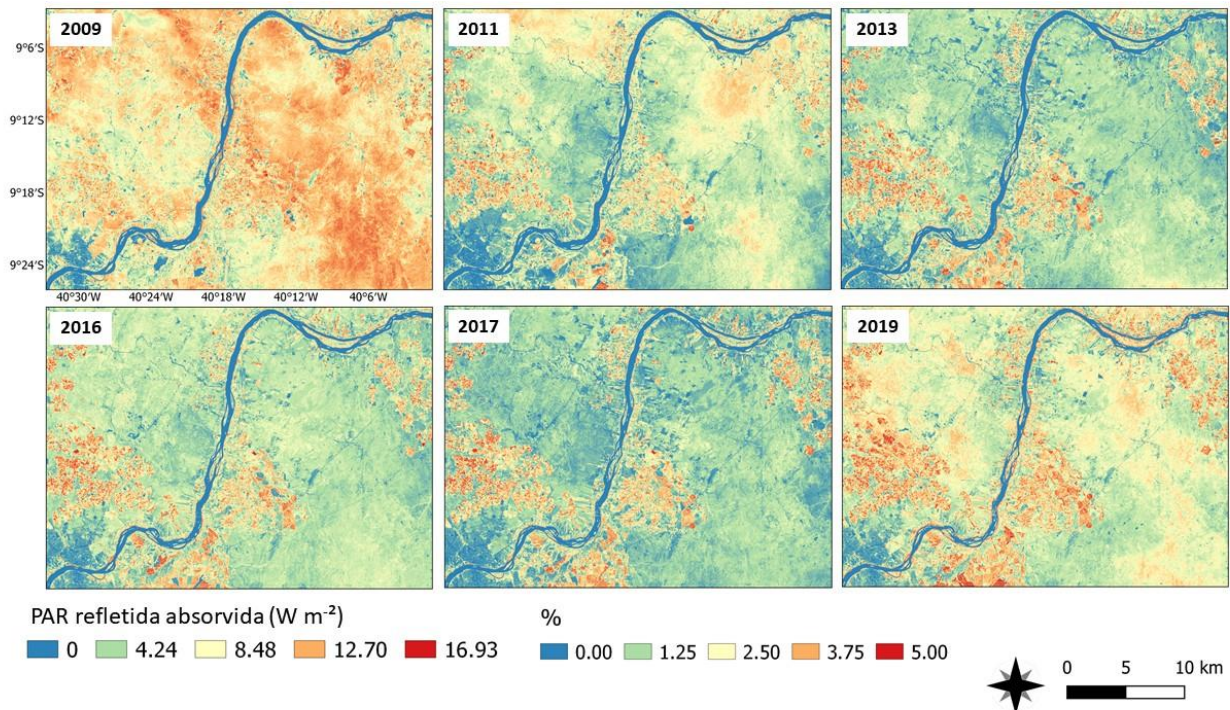 2009
2011
2013
9°6'S
9°12'S
9°18'S
9°24'S
40°30'W 40°24'W 40°18'W 40°12'W 40°6'W
2016
2017
2019
PAR refletida absorvida (W m⁻²)
0 4.24 8.48 12.70 16.93
%
0.00 1.25 2.50 3.75 5.00
0 5 10 km